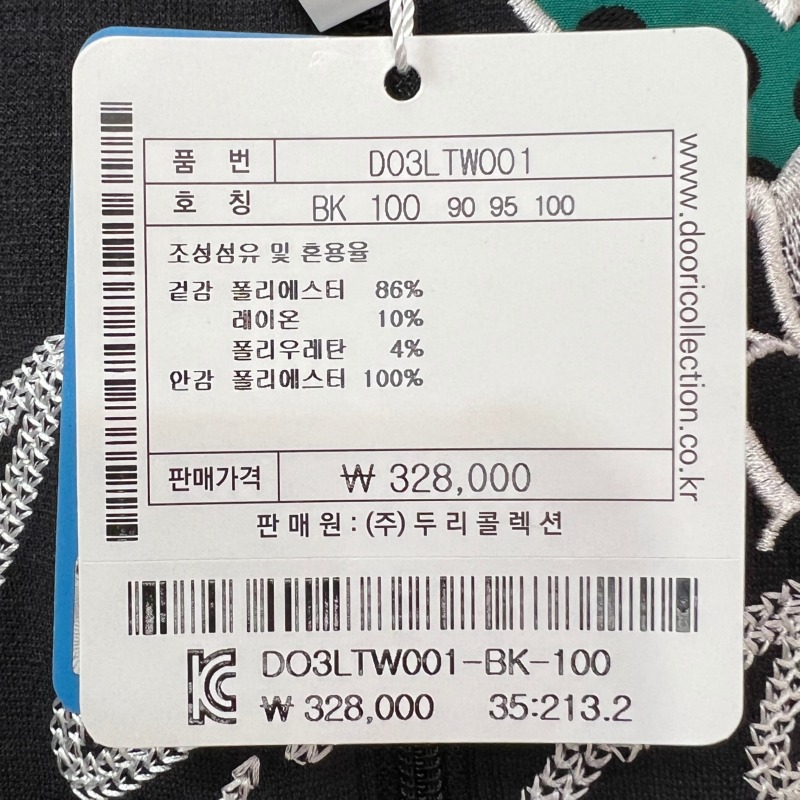 품 번 DO3LTW001
호 칭 BK 100 90 95 100
조성섬유 및 혼용율
겉감 폴리에스터 86%
레이온 10%
폴리우레탄 4%
안감 폴리에스터 100%
판매가격 ₩ 328,000
판매원 : (주)두리콜렉션
www.dooricollection.co.kr
KC DO3LTW001-BK-100
₩ 328,000 35:213.2